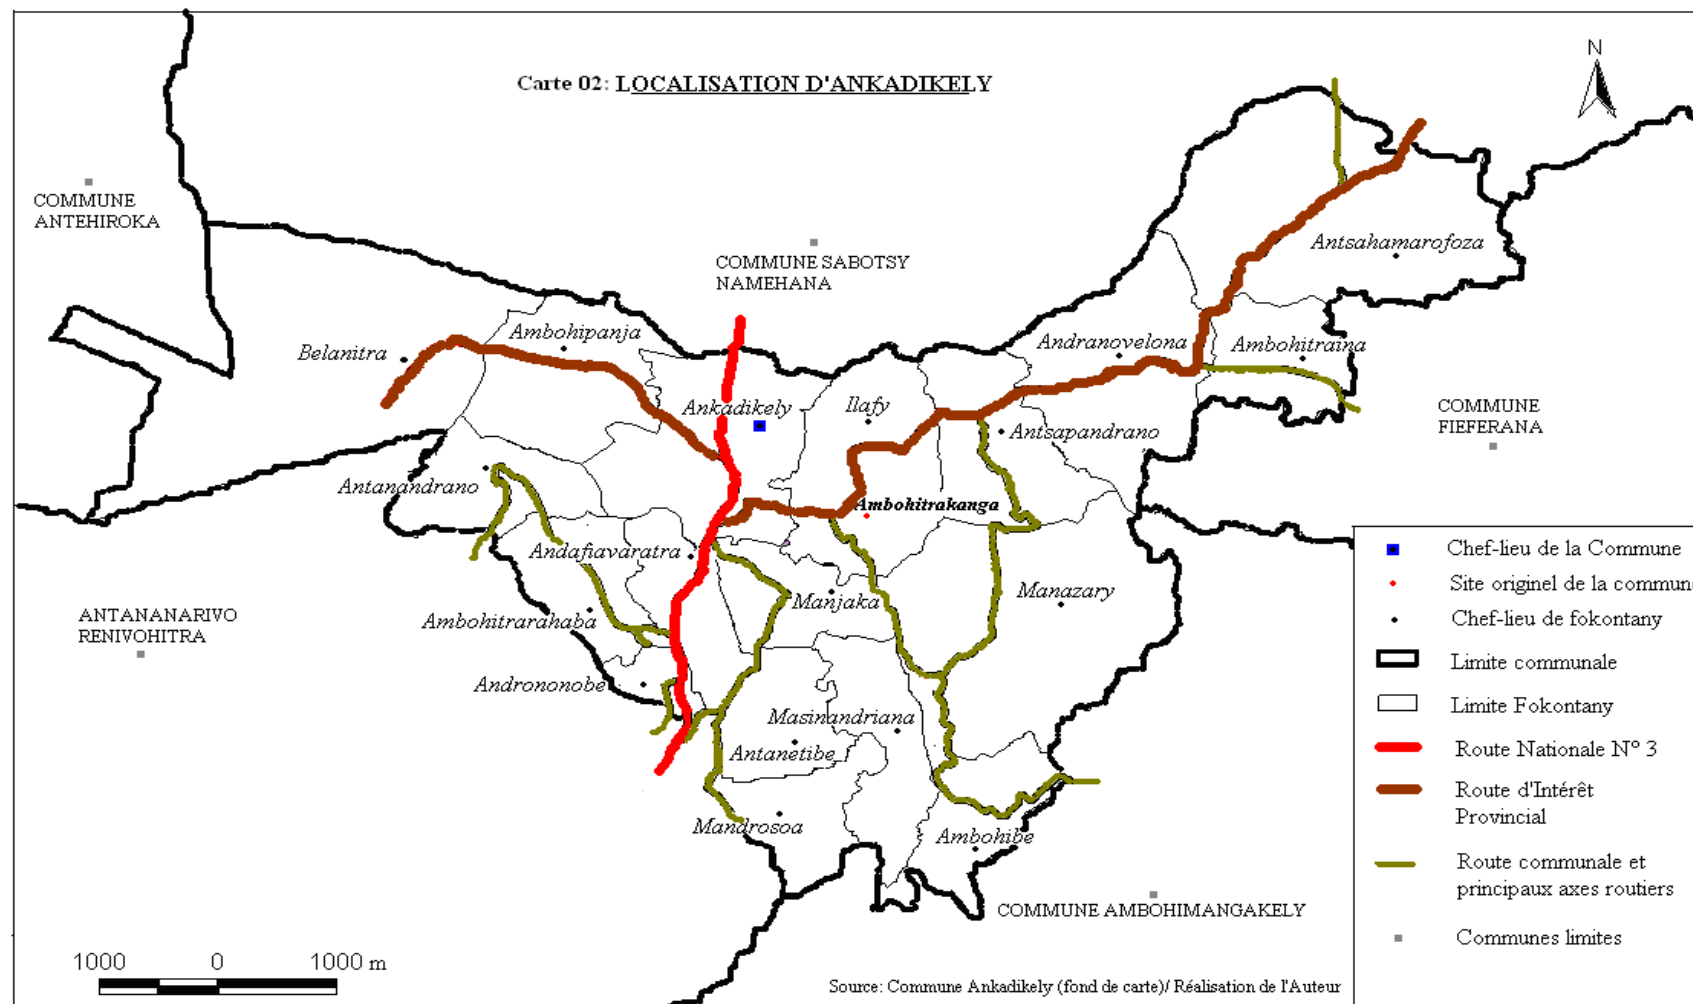 Carte 02: LOCALISATION D'ANKADIKELY
N
COMMUNE
ANTEHIROKA
COMMUNE SABOTSY
NAMEHANA
Antsahamarofoza
Ambohipanja
Belanitra
Andranovelona
Ambohitraina
Ankadikely
Ilafy
Antsapandrano
COMMUNE
FIEFERANA
Antanandrano
Ambohitrakanga
Andafiavaratra
Manjaka
Manazary
Ambohitrarahaba
ANTANANARIVO
RENIVOHITRA
Andrononobe
Masinandriana
Antanetibe
Mandrosoa
Ambohibe
COMMUNE AMBOHIMANGAKELY
Chef-lieu de la Commune
Site originel de la commune
Chef-lieu de fokontany
Limite communale
Limite Fokontany
Route Nationale N° 3
Route d'Intérêt
Provincial
Route communale et
principaux axes routiers
Communes limites
1000 0 1000 m
Source: Commune Ankadikely (fond de carte)/ Réalisation de l'Auteur